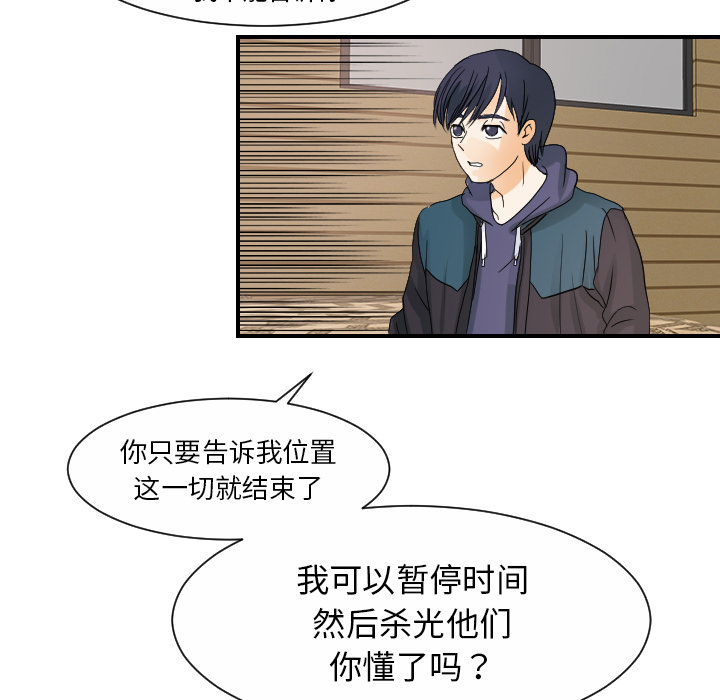 你只要告诉我位置
这一切就结束了
我可以暂停时间
然后杀光他们
你懂了吗？